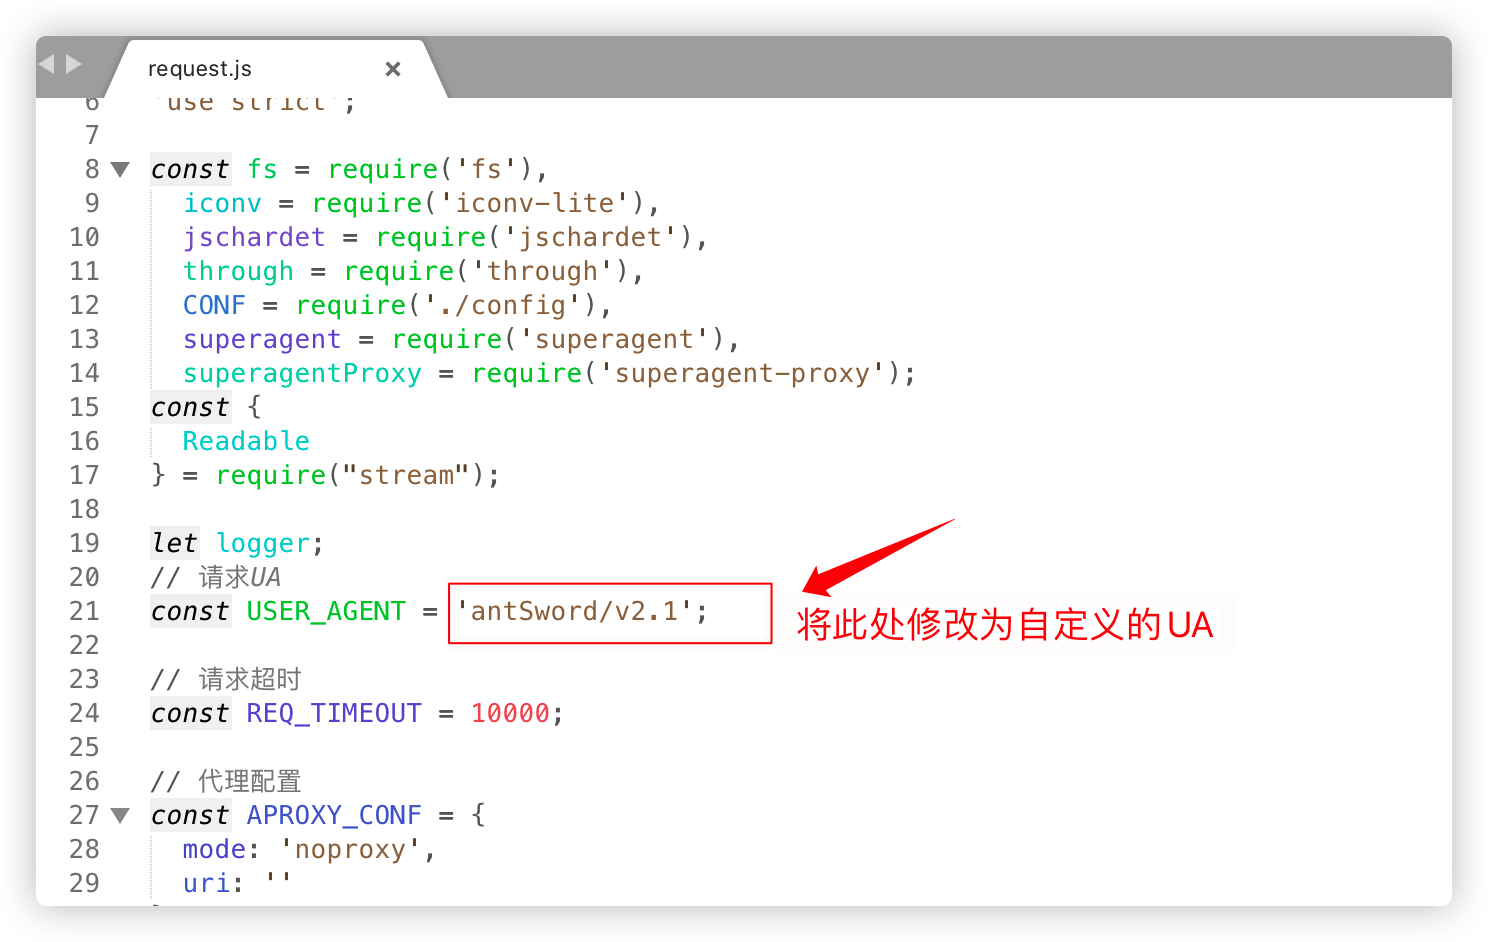 request.js
6 'use strict';
7
8 const fs = require('fs'),
9 iconv = require('iconv-lite'),
10 jschardet = require('jschardet'),
11 through = require('through'),
12 CONF = require('./config'),
13 superagent = require('superagent'),
14 superagentProxy = require('superagent-proxy');
15 const {
16 Readable
17 } = require("stream");
18
19 let logger;
20 // 请求UA
21 const USER_AGENT = 'antSword/v2.1';
将此处修改为自定义的UA
22
23 // 请求超时
24 const REQ_TIMEOUT = 10000;
25
26 // 代理配置
27 const APROXY_CONF = {
28 mode: 'noproxy',
29 uri: ''